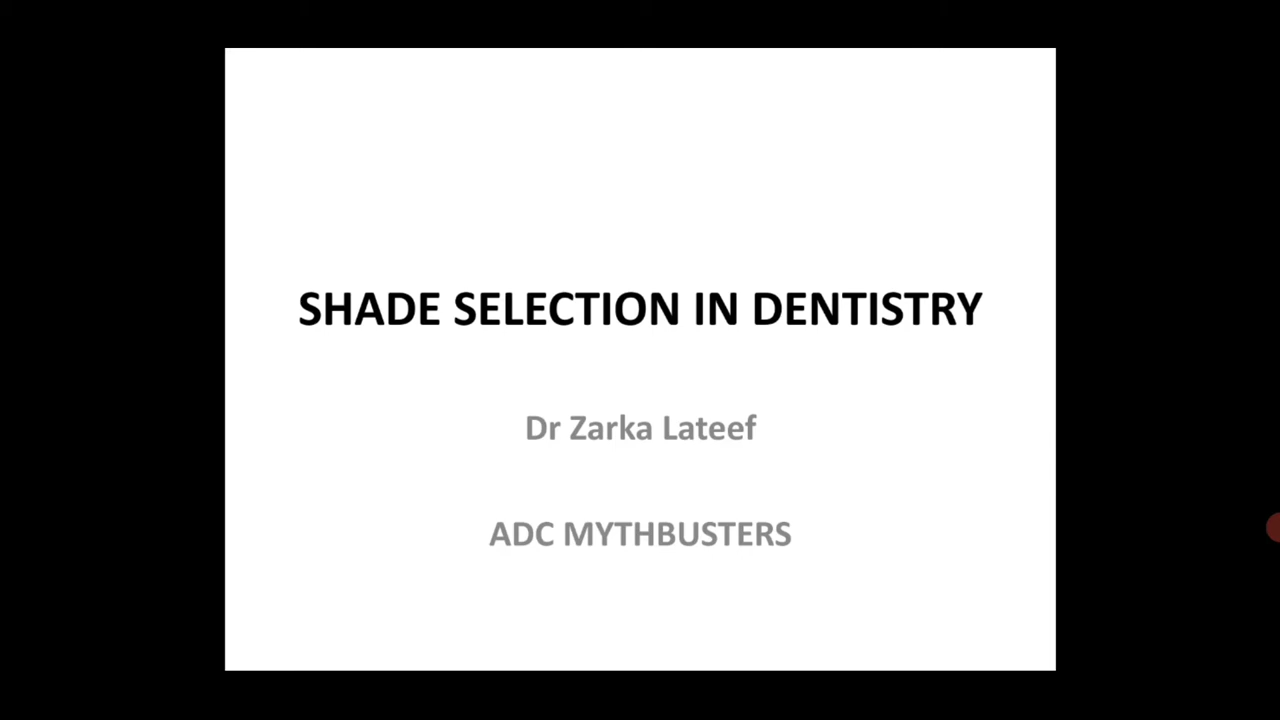 SHADE SELECTION IN DENTISTRY
Dr Zarka Lateef
ADC MYTHBUSTERS